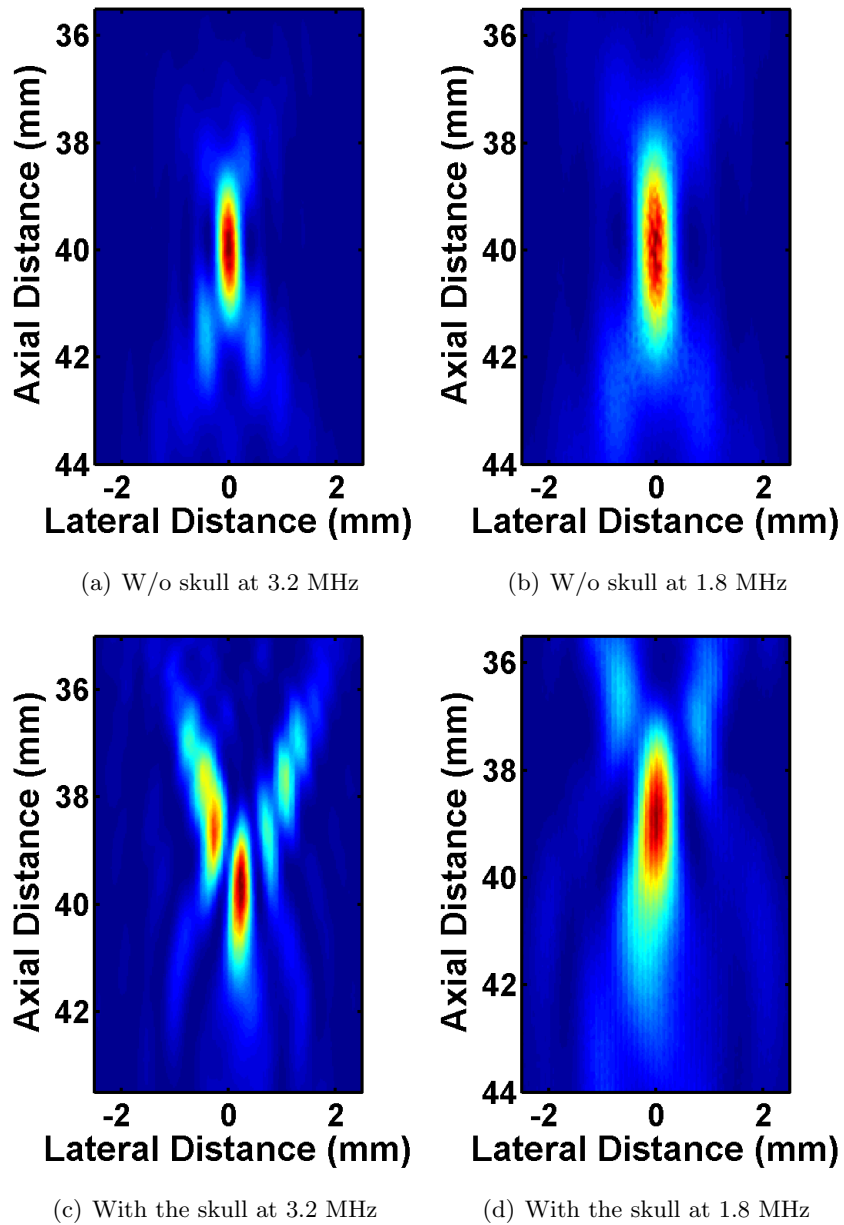 Axial Distance (mm)
36
38
40
42
44
-2 0 2
Lateral Distance (mm)
(a) W/o skull at 3.2 MHz
Axial Distance (mm)
36
38
40
42
44
-2 0 2
Lateral Distance (mm)
(b) W/o skull at 1.8 MHz
Axial Distance (mm)
36
38
40
42
-2 0 2
Lateral Distance (mm)
(c) With the skull at 3.2 MHz
Axial Distance (mm)
36
38
40
42
44
-2 0 2
Lateral Distance (mm)
(d) With the skull at 1.8 MHz